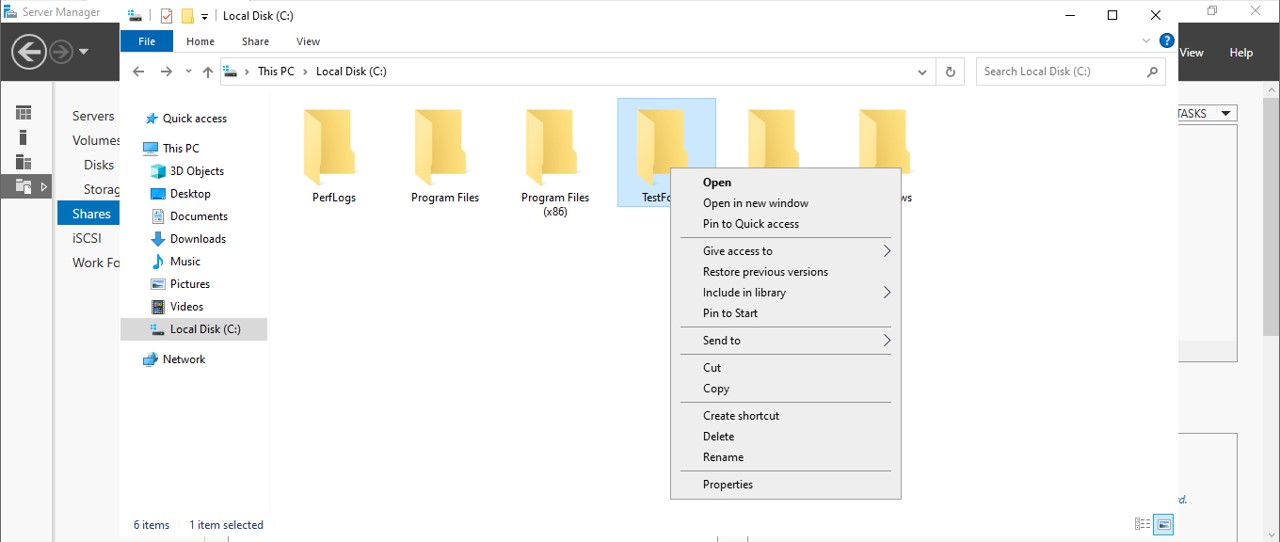 Server Manager
Local Disk (C:)
File Home Share View
This PC Local Disk (C:)
Search Local Disk (C:)
View Help
TASKS
Servers
Volumes
Disks
Shares
iSCSI
Work
Quick access
This PC
3D Objects
Desktop
Documents
Downloads
Music
Pictures
Videos
Local Disk (C:)
Network
PerfLogs
Program Files
Program Files
(x86)
Open
Open in new window
Pin to Quick access
Give access to
Restore previous versions
Include in library
Pin to Start
Send to
Cut
Copy
Create shortcut
Delete
Rename
Properties
6 items 1 item selected